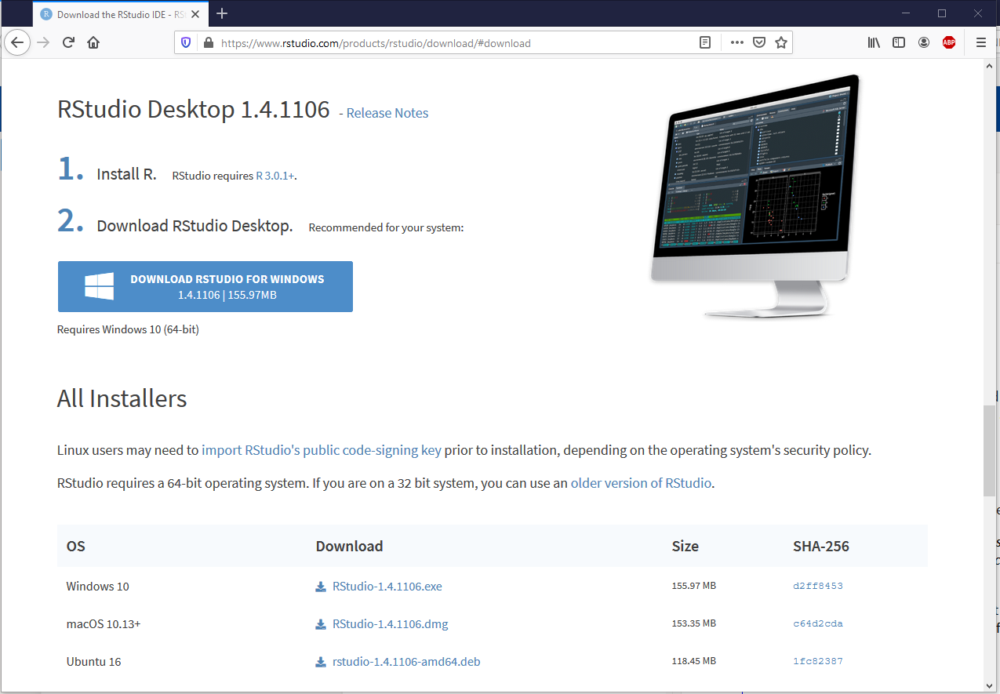 R Download the RStudio IDE - RS
https://www.rstudio.com/products/rstudio/download/#download
ABP
RStudio Desktop 1.4.1106 - Release Notes
1. Install R. RStudio requires R 3.0.1+.
2. Download RStudio Desktop. Recommended for your system:
DOWNLOAD RSTUDIO FOR WINDOWS
1.4.1106 | 155.97MB
Requires Windows 10 (64-bit)
All Installers
Linux users may need to import RStudio's public code-signing key prior to installation, depending on the operating system's security policy.
RStudio requires a 64-bit operating system. If you are on a 32 bit system, you can use an older version of RStudio.
OS Download Size SHA-256
Windows 10 RStudio-1.4.1106.exe 155.97 MB d2ff8453
macOS 10.13+ RStudio-1.4.1106.dmg 153.35 MB c64d2cda
Ubuntu 16 rstudio-1.4.1106-amd64.deb 118.45 MB 1fc82387